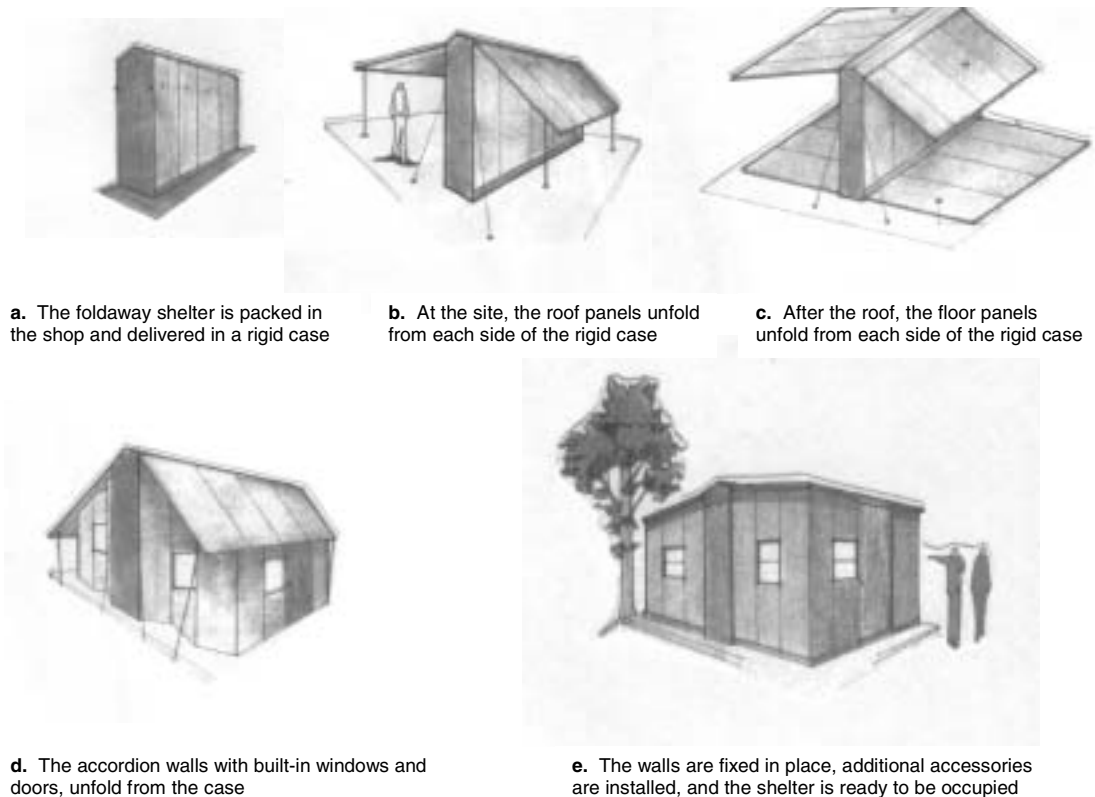 a. The foldaway shelter is packed in
the shop and delivered in a rigid case
b. At the site, the roof panels unfold
from each side of the rigid case
c. After the roof, the floor panels
unfold from each side of the rigid case
d. The accordion walls with built-in windows and
doors, unfold from the case
e. The walls are fixed in place, additional accessories
are installed, and the shelter is ready to be occupied